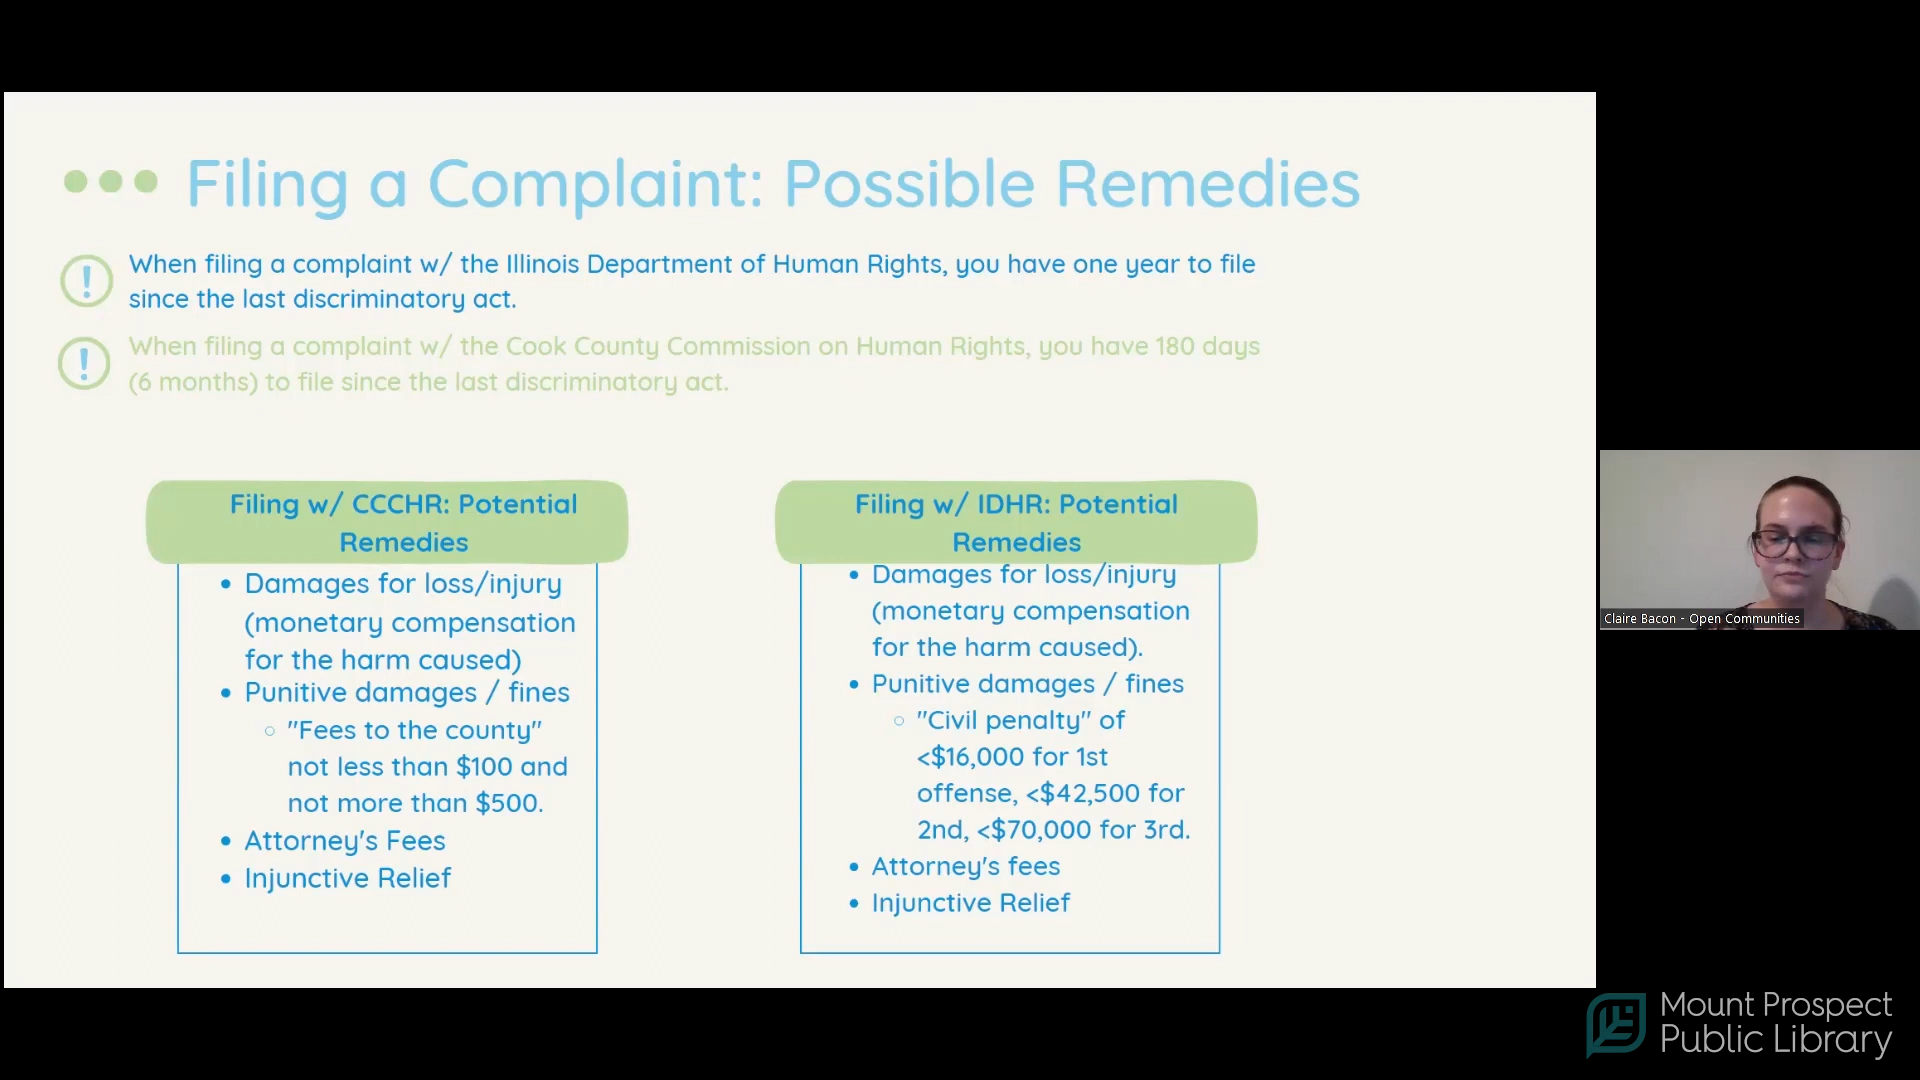 Filing a Complaint: Possible Remedies
! When filing a complaint w/ the Illinois Department of Human Rights, you have one year to file
since the last discriminatory act.
! When filing a complaint w/ the Cook County Commission on Human Rights, you have 180 days
(6 months) to file since the last discriminatory act.
Filing w/ CCCHR: Potential
Remedies
• Damages for loss/injury
(monetary compensation
for the harm caused)
• Punitive damages / fines
○ "Fees to the county"
not less than $100 and
not more than $500.
• Attorney's Fees
• Injunctive Relief
Filing w/ IDHR: Potential
Remedies
• Damages for loss/injury
(monetary compensation
for the harm caused).
• Punitive damages / fines
○ "Civil penalty" of
<$16,000 for 1st
offense, <$42,500 for
2nd, <$70,000 for 3rd.
• Attorney's fees
• Injunctive Relief
Claire Bacon - Open Communities
Mount Prospect
Public Library